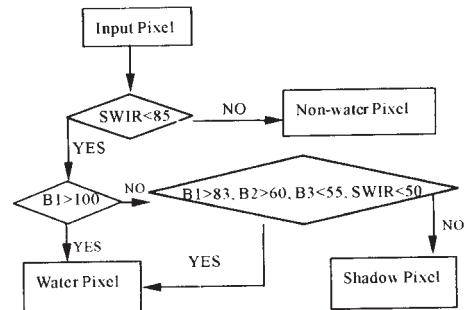 Input Pixel
SWIR<85
NO
Non-water Pixel
YES
B1>100
NO
B1>83, B2>60, B3<55, SWIR<50
YES
YES
NO
Water Pixel
Shadow Pixel